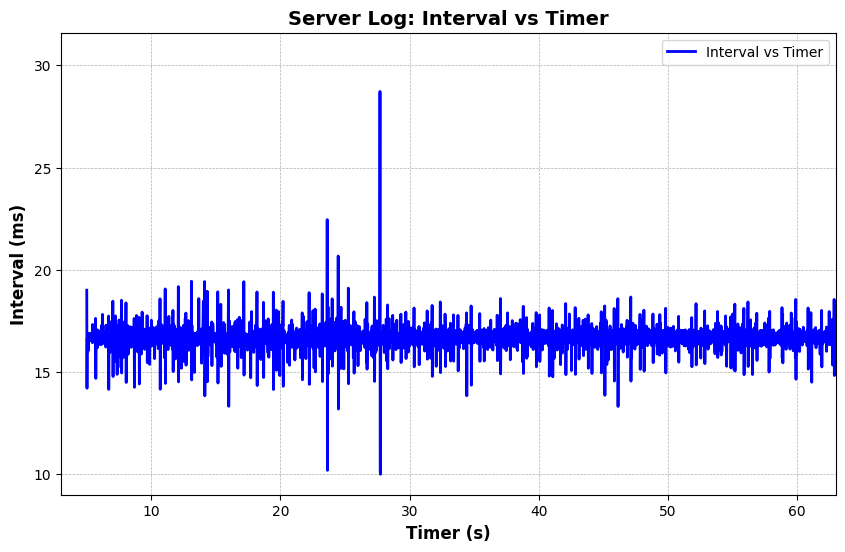 Server Log: Interval vs Timer
Interval vs Timer
30
25
20
15
10
Interval (ms)
10 20 30 40 50 60
Timer (s)